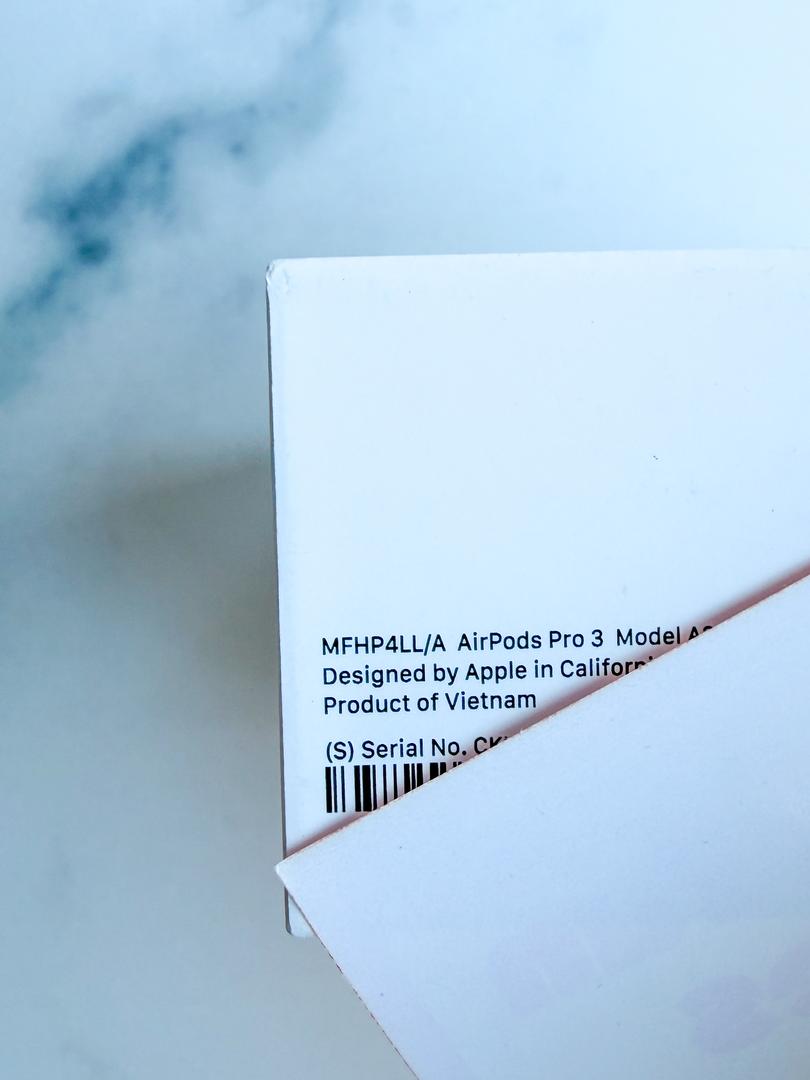 MFHP4LL/A AirPods Pro 3 Model
Designed by Apple in
Product of Vietnam
(S) Serial No.